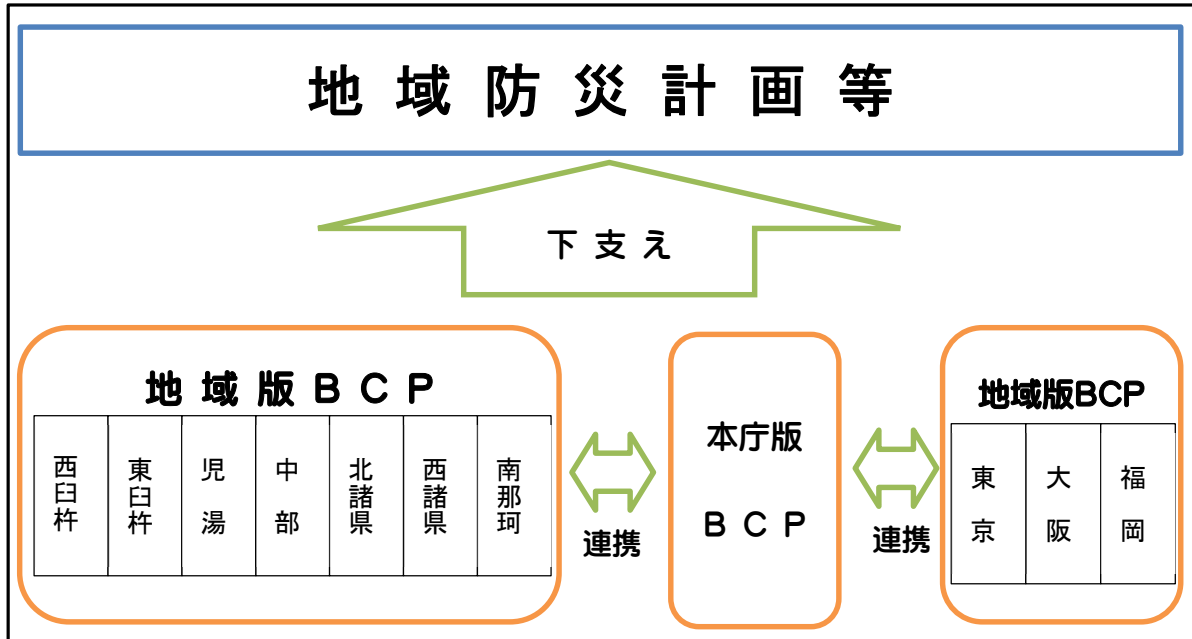 地域防災計画等
下支え
地域版BCP
西臼杵
東臼杵
児湯
中部
北諸県
西諸県
南那珂
連携
本庁版
BCP
連携
地域版BCP
東京
大阪
福岡